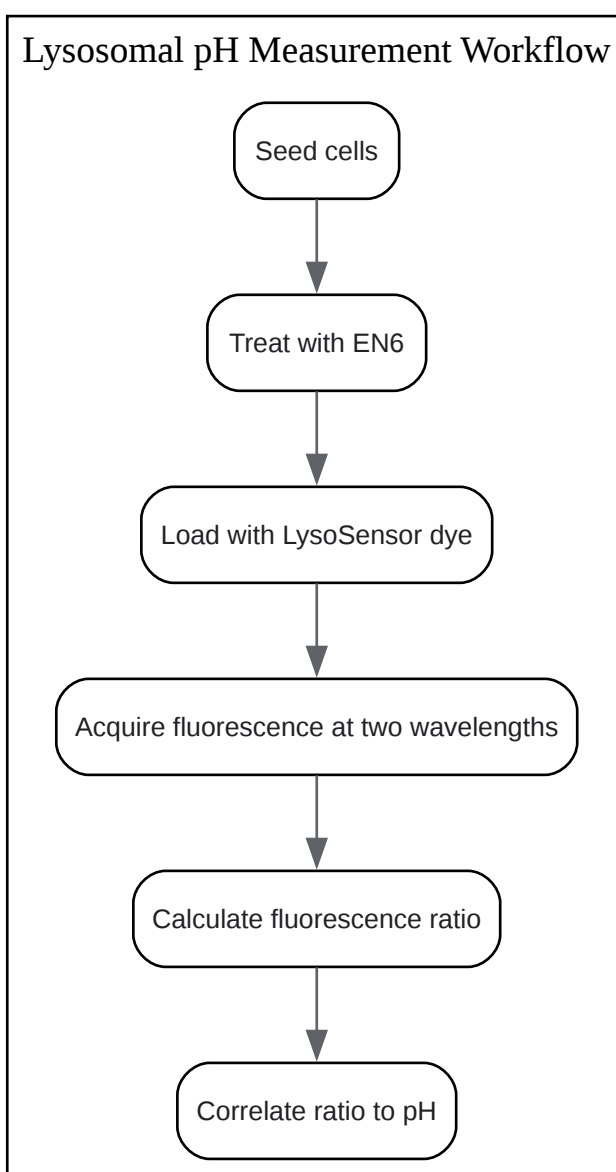 Lysosomal pH Measurement Workflow
Seed cells
Treat with EN6
Load with LysoSensor dye
Acquire fluorescence at two wavelengths
Calculate fluorescence ratio
Correlate ratio to pH